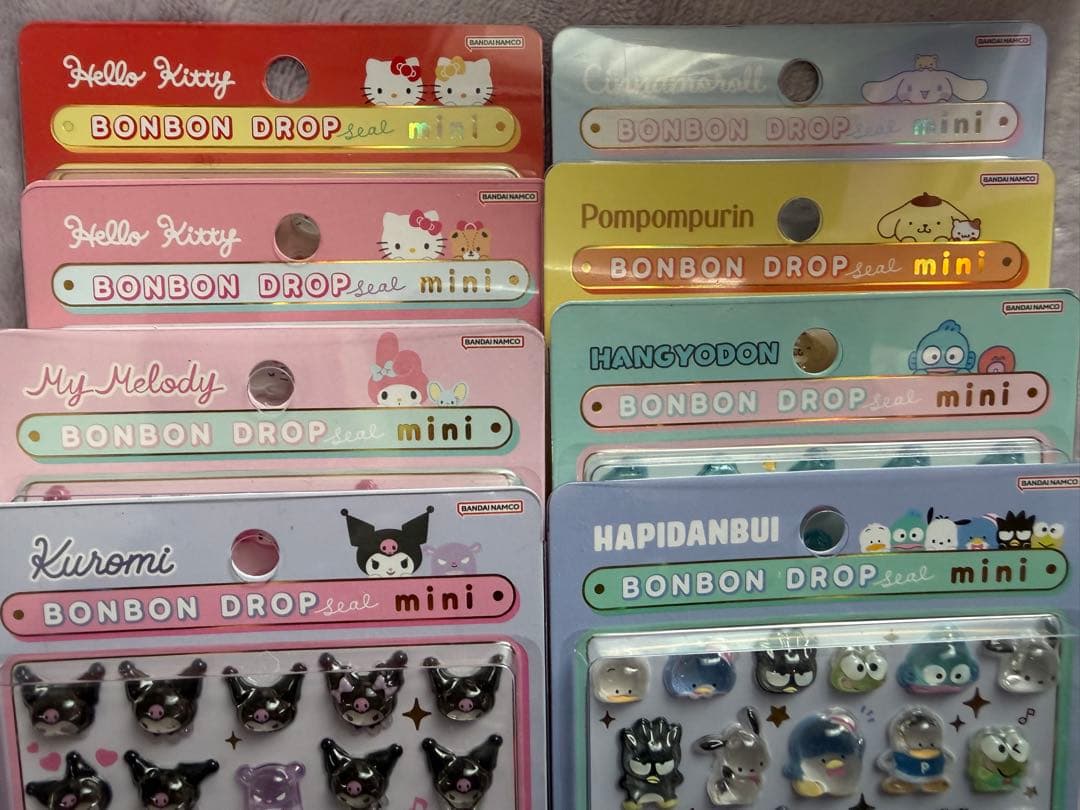 BANDAI NAMCO
Hello Kitty
BONBON DROP seal mini
BANDAI NAMCO
Hello Kitty
BONBON DROP seal mini
BANDAI NAMCO
My Melody
BONBON DROP seal mini
BANDAI NAMCO
Kuromi
BONBON DROP seal mini
BANDAI NAMCO
Cinnamoroll
BONBON DROP seal mini
BANDAI NAMCO
Pompompurin
BONBON DROP seal mini
BANDAI NAMCO
HANGYODON
BONBON DROP seal mini
BANDAI NAMCO
HAPIDANBUI
BONBON DROP seal mini
P